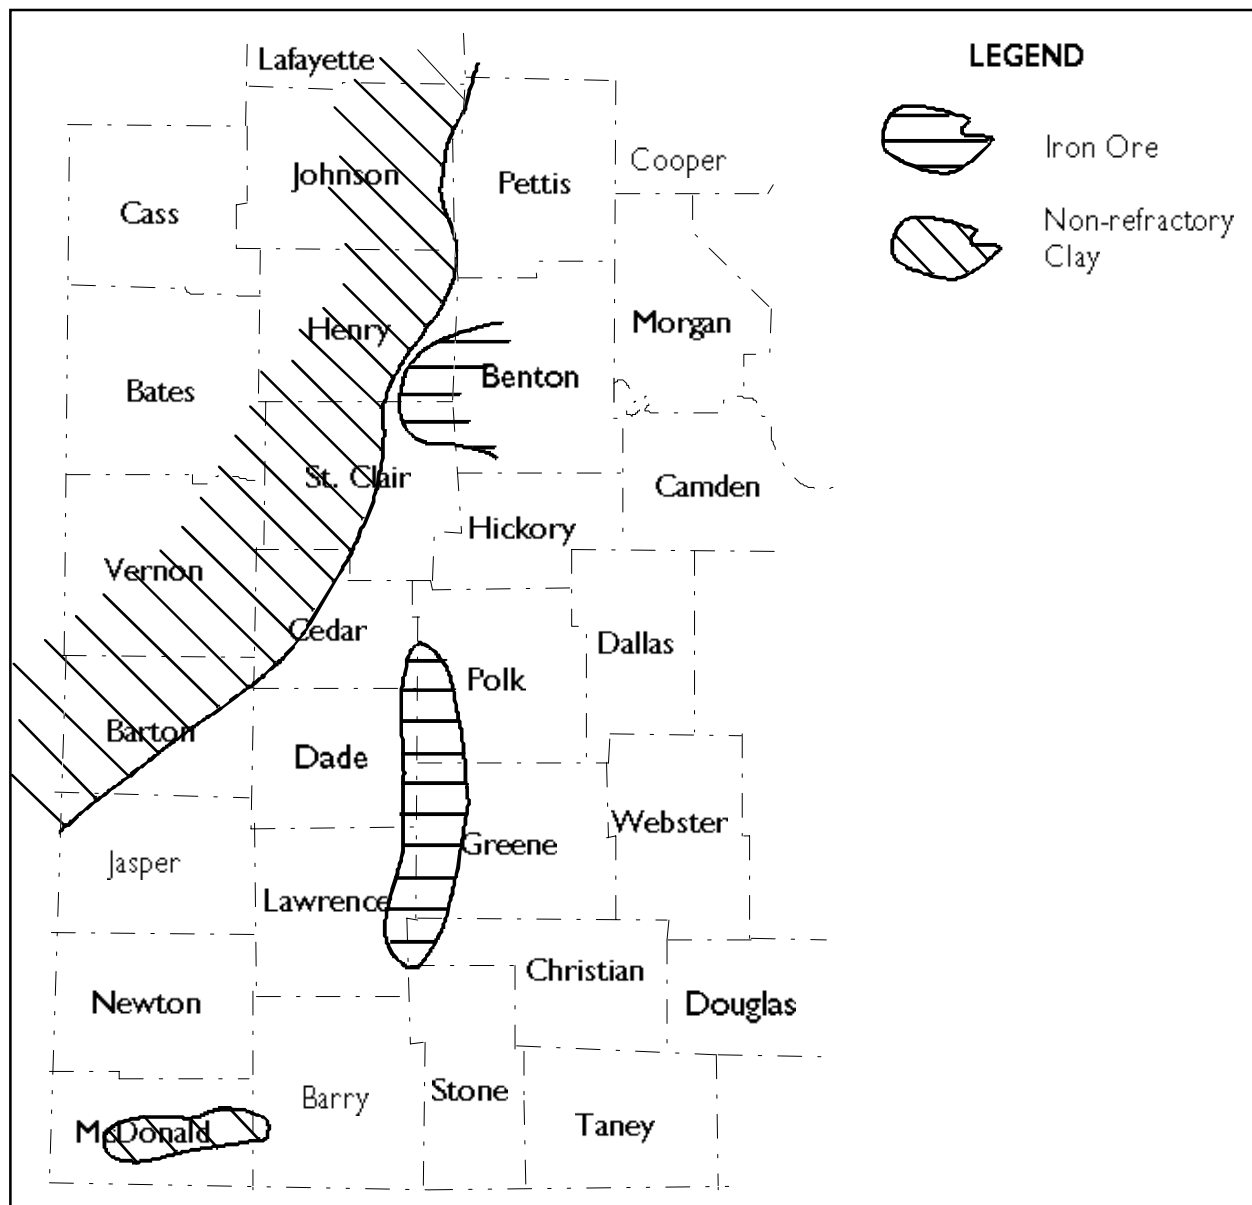 LEGEND
Lafayette
Iron Ore
Cooper
Johnson
Pettis
Cass
Non-refractory
Clay
Henry
Morgan
Benton
Bates
St. Clair
Camden
Hickory
Vernon
Cedar
Dallas
Polk
Barton
Dade
Webster
Greene
Jasper
Lawrence
Christian
Newton
Douglas
Stone
Barry
Taney
McDonald